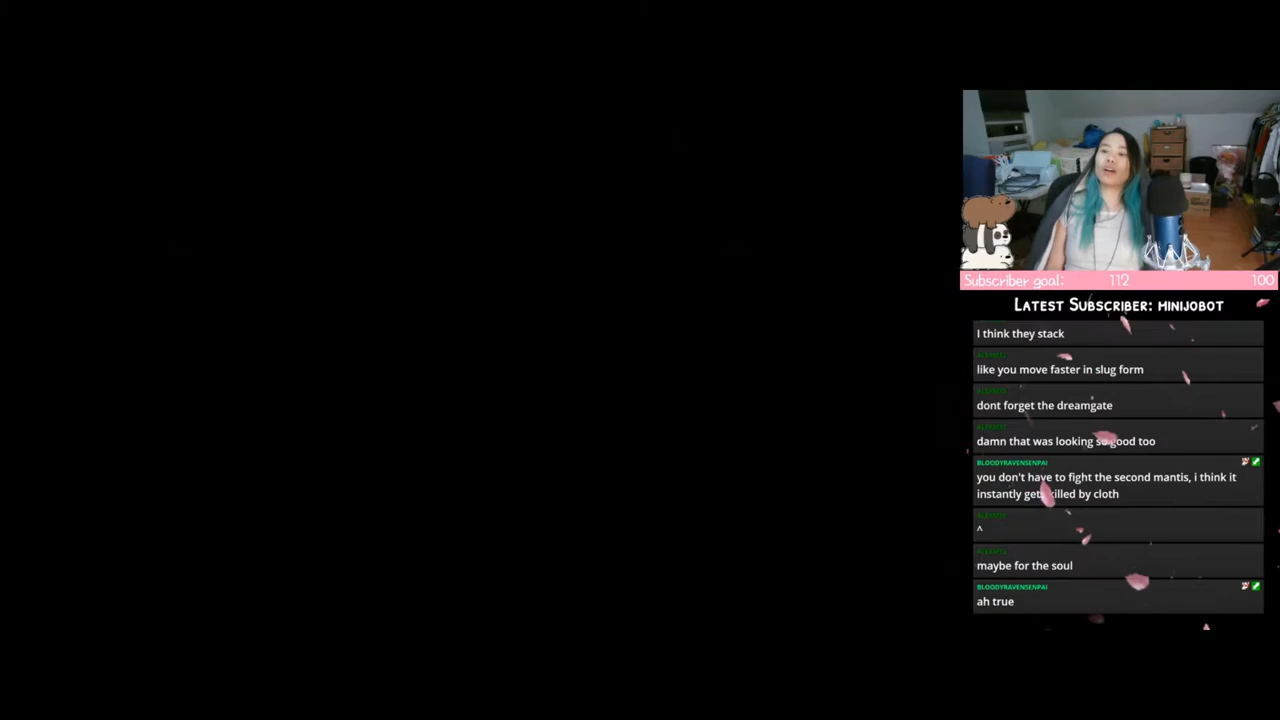 Subscriber goal: 112 100
Latest Subscriber: minijobot
I think they stack
like you move faster in slug form
dont forget the dreamgate
damn that was looking so good too
BLOODYRAVENSENPAI
you don't have to fight the second mantis, i think it
instantly gets killed by cloth
^
maybe for the soul
BLOODYRAVENSENPAI
ah true